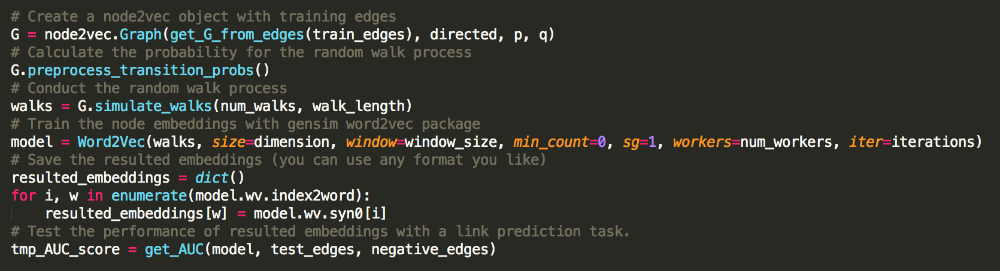 # Create a node2vec object with training edges
G = node2vec.Graph(get_G_from_edges(train_edges), directed, p, q)
# Calculate the probability for the random walk process
G.preprocess_transition_probs()
# Conduct the random walk process
walks = G.simulate_walks(num_walks, walk_length)
# Train the node embeddings with gensim word2vec package
model = Word2Vec(walks, size=dimension, window=window_size, min_count=0, sg=1, workers=num_workers, iter=iterations)
# Save the resulted embeddings (you can use any format you like)
resulted_embeddings = dict()
for i, w in enumerate(model.wv.index2word):
    resulted_embeddings[w] = model.wv.syn0[i]
# Test the performance of resulted embeddings with a link prediction task.
tmp_AUC_score = get_AUC(model, test_edges, negative_edges)